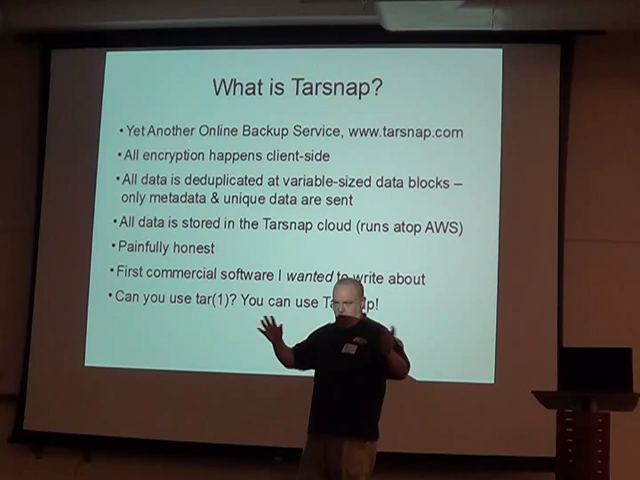 What is Tarsnap?
• Yet Another Online Backup Service, www.tarsnap.com
• All encryption happens client-side
• All data is deduplicated at variable-sized data blocks –
only metadata & unique data are sent
• All data is stored in the Tarsnap cloud (runs atop AWS)
• Painfully honest
• First commercial software I wanted to write about
• Can you use tar(1)? You can use